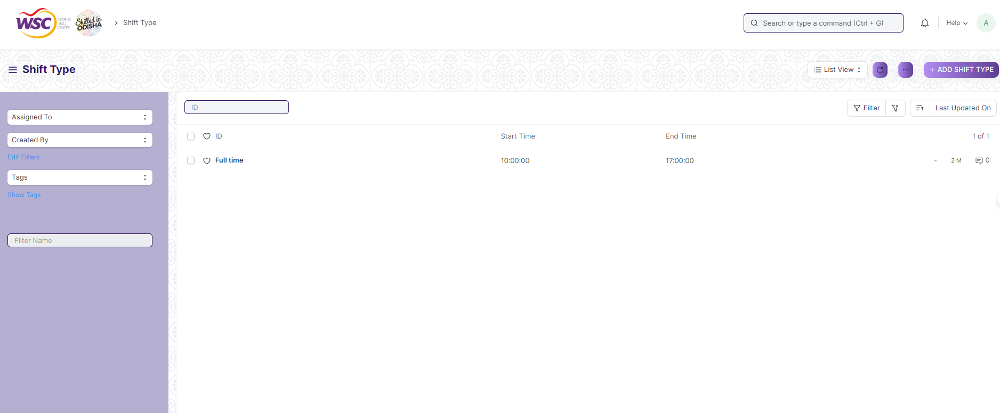 WSC WORLD SKILL CENTER
Skilled in ODISHA
Shift Type
Search or type a command (Ctrl + G)
Help
A
Shift Type
List View
ADD SHIFT TYPE
Assigned To
Created By
Edit Filters
Tags
Show Tags
Filter Name
ID
Filter
Last Updated On
ID Start Time End Time 1 of 1
Full time 10:00:00 17:00:00 - 2 M 0